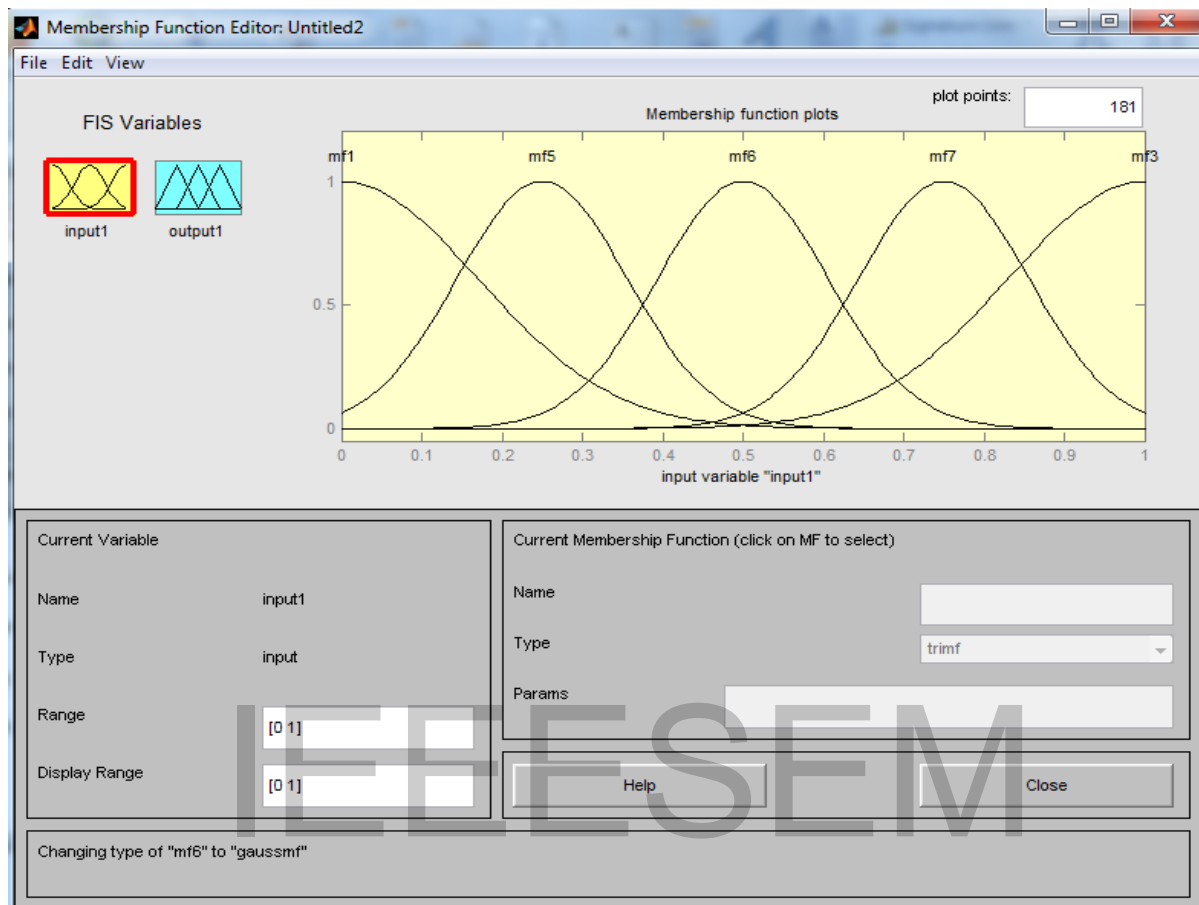 Membership Function Editor: Untitled2
File Edit View
FIS Variables
plot points:
181
Membership function plots
mf1 mf5 mf6 mf7 mf3
input1 output1
1
0.5
0
0 0.1 0.2 0.3 0.4 0.5 0.6 0.7 0.8 0.9 1
input variable "input1"
Current Variable
Name input1
Type input
Range [0 1]
Display Range [0 1]
Current Membership Function (click on MF to select)
Name
Type trimf
Params
Help Close
IEEESEM
Changing type of "mf6" to "gaussmf"